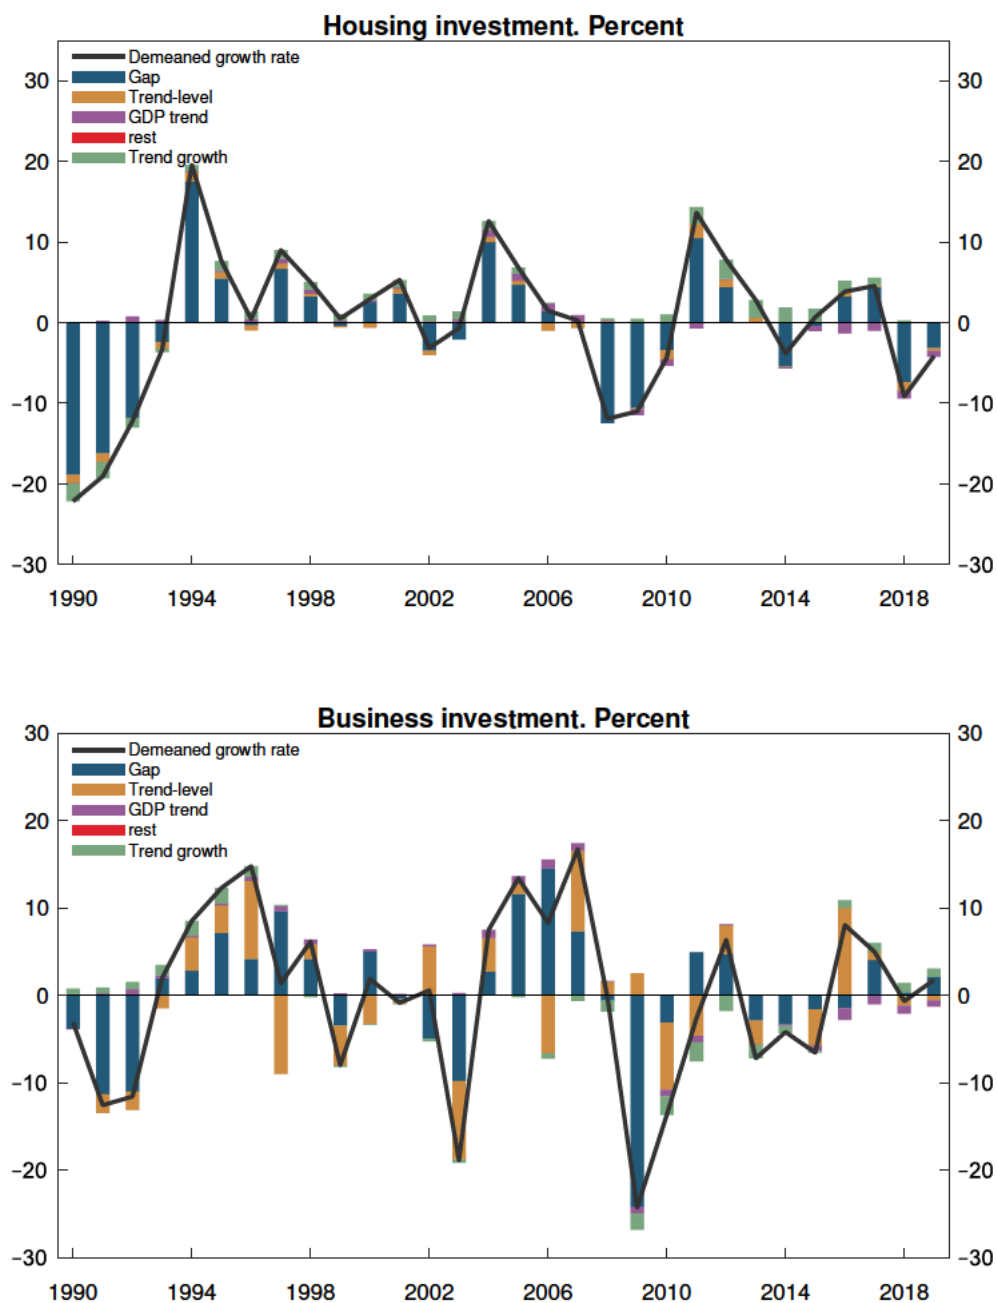 Housing investment. Percent
Demeaned growth rate
Gap
Trend-level
GDP trend
rest
Trend growth
30 30
20 20
10 10
0 0
−10 −10
−20 −20
−30 −30
1990 1994 1998 2002 2006 2010 2014 2018
Business investment. Percent
30 30
Demeaned growth rate
Gap
Trend-level
GDP trend
rest
Trend growth
20 20
10 10
0 0
−10 −10
−20 −20
−30 −30
1990 1994 1998 2002 2006 2010 2014 2018